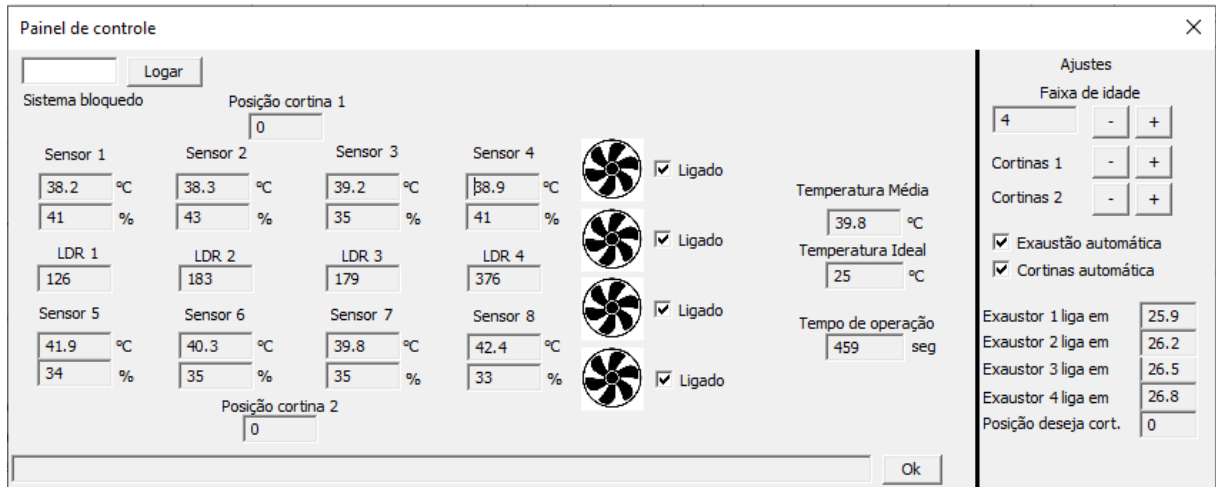 Painel de controle
Logar
Sistema bloquedo
Posição cortina 1
0
Sensor 1 Sensor 2 Sensor 3 Sensor 4
38.2 ºC 38.3 ºC 39.2 ºC 38.9 ºC
41 % 43 % 35 % 41 %
LDR 1 LDR 2 LDR 3 LDR 4
126 183 179 376
Sensor 5 Sensor 6 Sensor 7 Sensor 8
41.9 ºC 40.3 ºC 39.8 ºC 42.4 ºC
34 % 35 % 35 % 33 %
Posição cortina 2
0
Ligado
Ligado
Ligado
Ligado
Temperatura Média
39.8 ºC
Temperatura Ideal
25 ºC
Tempo de operação
459 seg
Ok
Ajustes
Faixa de idade
4 - +
Cortinas 1 - +
Cortinas 2 - +
Exaustão automática
Cortinas automática
Exaustor 1 liga em 25.9
Exaustor 2 liga em 26.2
Exaustor 3 liga em 26.5
Exaustor 4 liga em 26.8
Posição deseja cort. 0